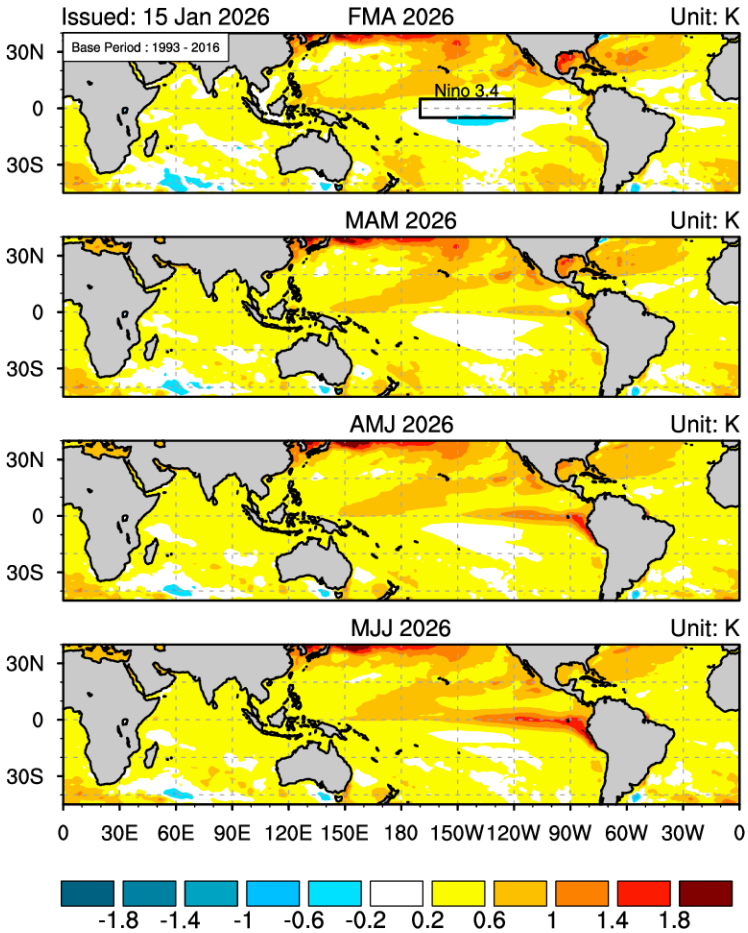 Issued: 15 Jan 2026 FMA 2026 Unit: K
30N
Base Period : 1993 - 2016
Nino 3.4
0
30S
MAM 2026 Unit: K
30N
0
30S
AMJ 2026 Unit: K
30N
0
30S
MJJ 2026 Unit: K
30N
0
30S
0 30E 60E 90E 120E 150E 180 150W 120W 90W 60W 30W 0
-1.8 -1.4 -1 -0.6 -0.2 0.2 0.6 1 1.4 1.8